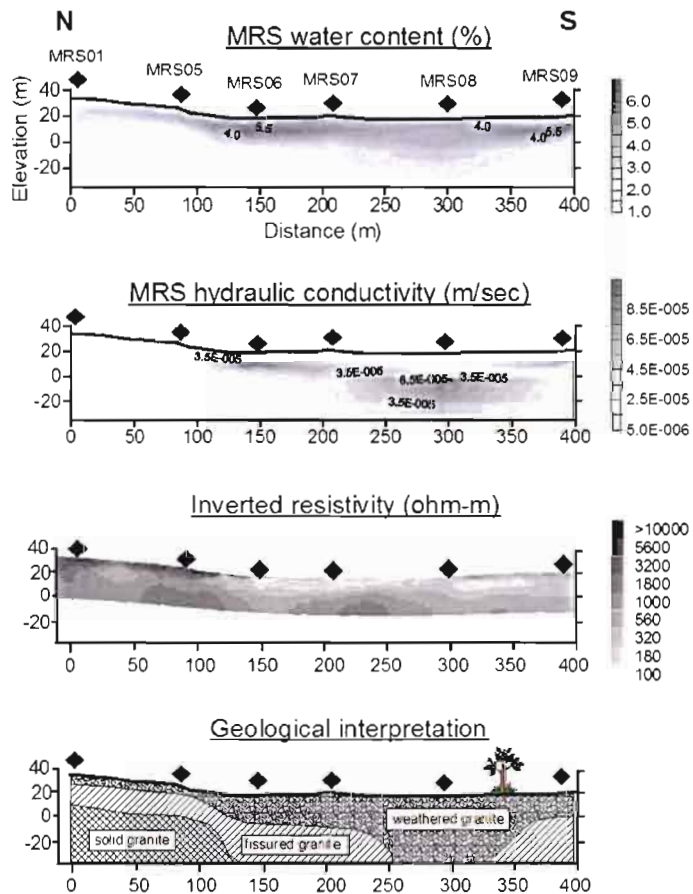 N S
MRS water content (%)
MRS01 MRS05 MRS06 MRS07 MRS08 MRS09
Elevation (m)
40
20
0
-20
4.0 5.5 4.0 4.0 5.5
0 50 100 150 200 250 300 350 400
Distance (m)
6.0
5.0
4.0
3.0
2.0
1.0
MRS hydraulic conductivity (m/sec)
40
20
0
-20
3.5E-005 3.5E-005 6.5E-005 3.5E-005
3.5E-005
0 50 100 150 200 250 300 350 400
8.5E-005
6.5E-005
4.5E-005
2.5E-005
5.0E-006
Inverted resistivity (ohm-m)
40
20
0
-20
0 50 100 150 200 250 300 350 400
>10000
5600
3200
1800
1000
560
320
180
100
Geological interpretation
40
20
0
-20
weathered granite
solid granite fissured granite
0 50 100 150 200 250 300 350 400